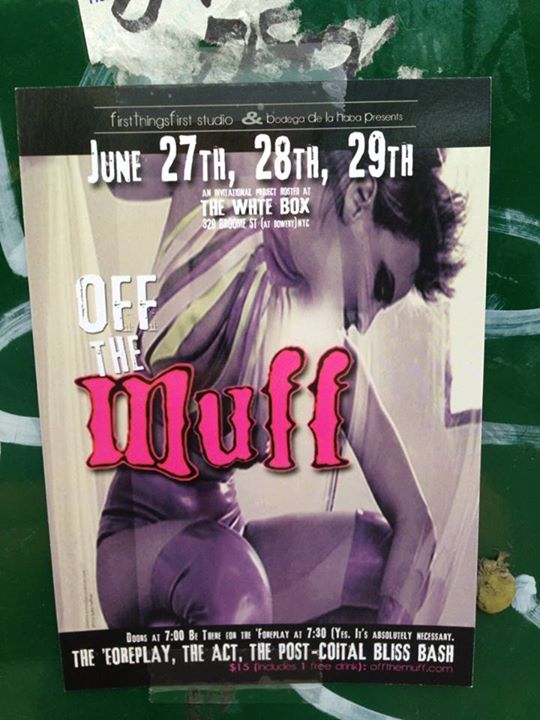 firstthingsfirst studio & bodega de la haba presents
JUNE 27TH, 28TH, 29TH
AN INVITATIONAL PROJECT HOSTED AT
THE WHITE BOX
329 BROOME ST (AT BOWERY) NYC
OFF
THE
Muff
DOORS AT 7:00 BE THERE FOR THE 'FOREPLAY AT 7:30 (YES. IT'S ABSOLUTELY NECESSARY.
THE 'FOREPLAY, THE ACT, THE POST-COITAL BLISS BASH
$15 (includes 1 free drink): offthemuff.com